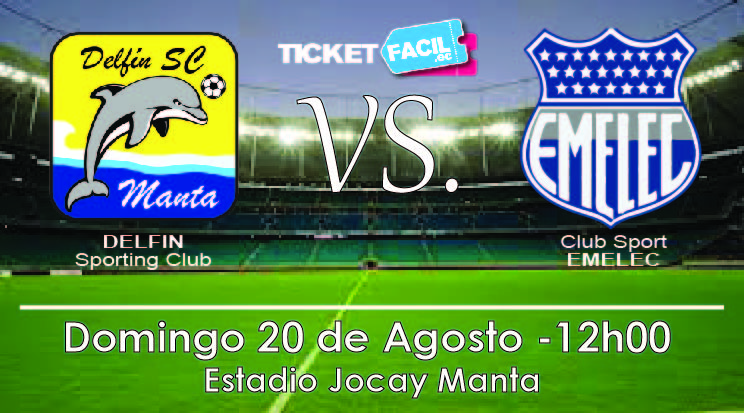 TICKET FACIL
.ec
Delfín SC
Manta
VS.
EMELEC
DELFIN
Sporting Club
Club Sport
EMELEC
Domingo 20 de Agosto -12h00
Estadio Jocay Manta